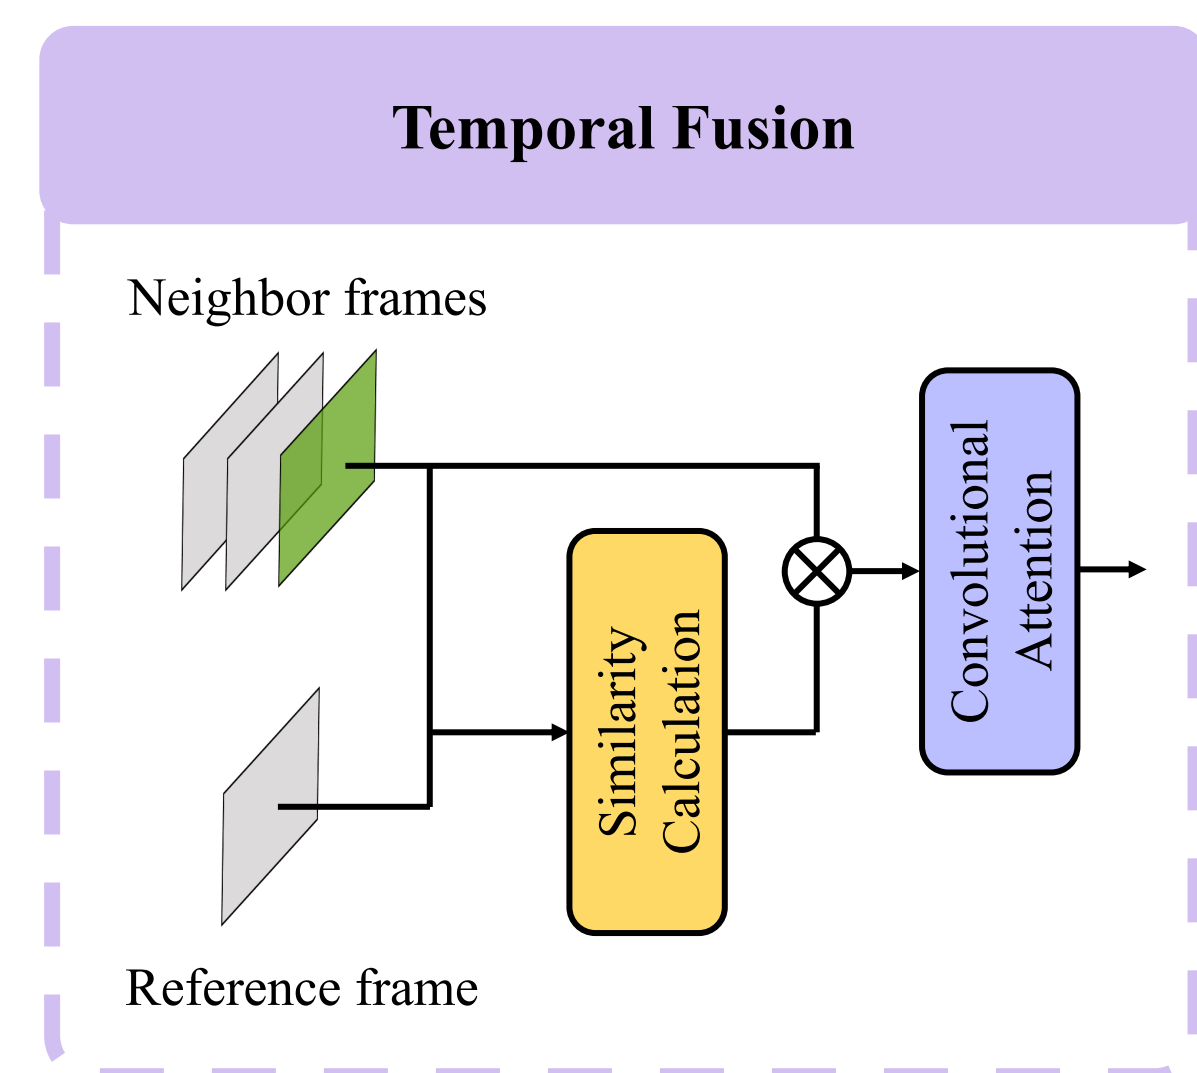 Temporal Fusion
Neighbor frames
Convolutional
Attention
Similarity
Calculation
Reference frame